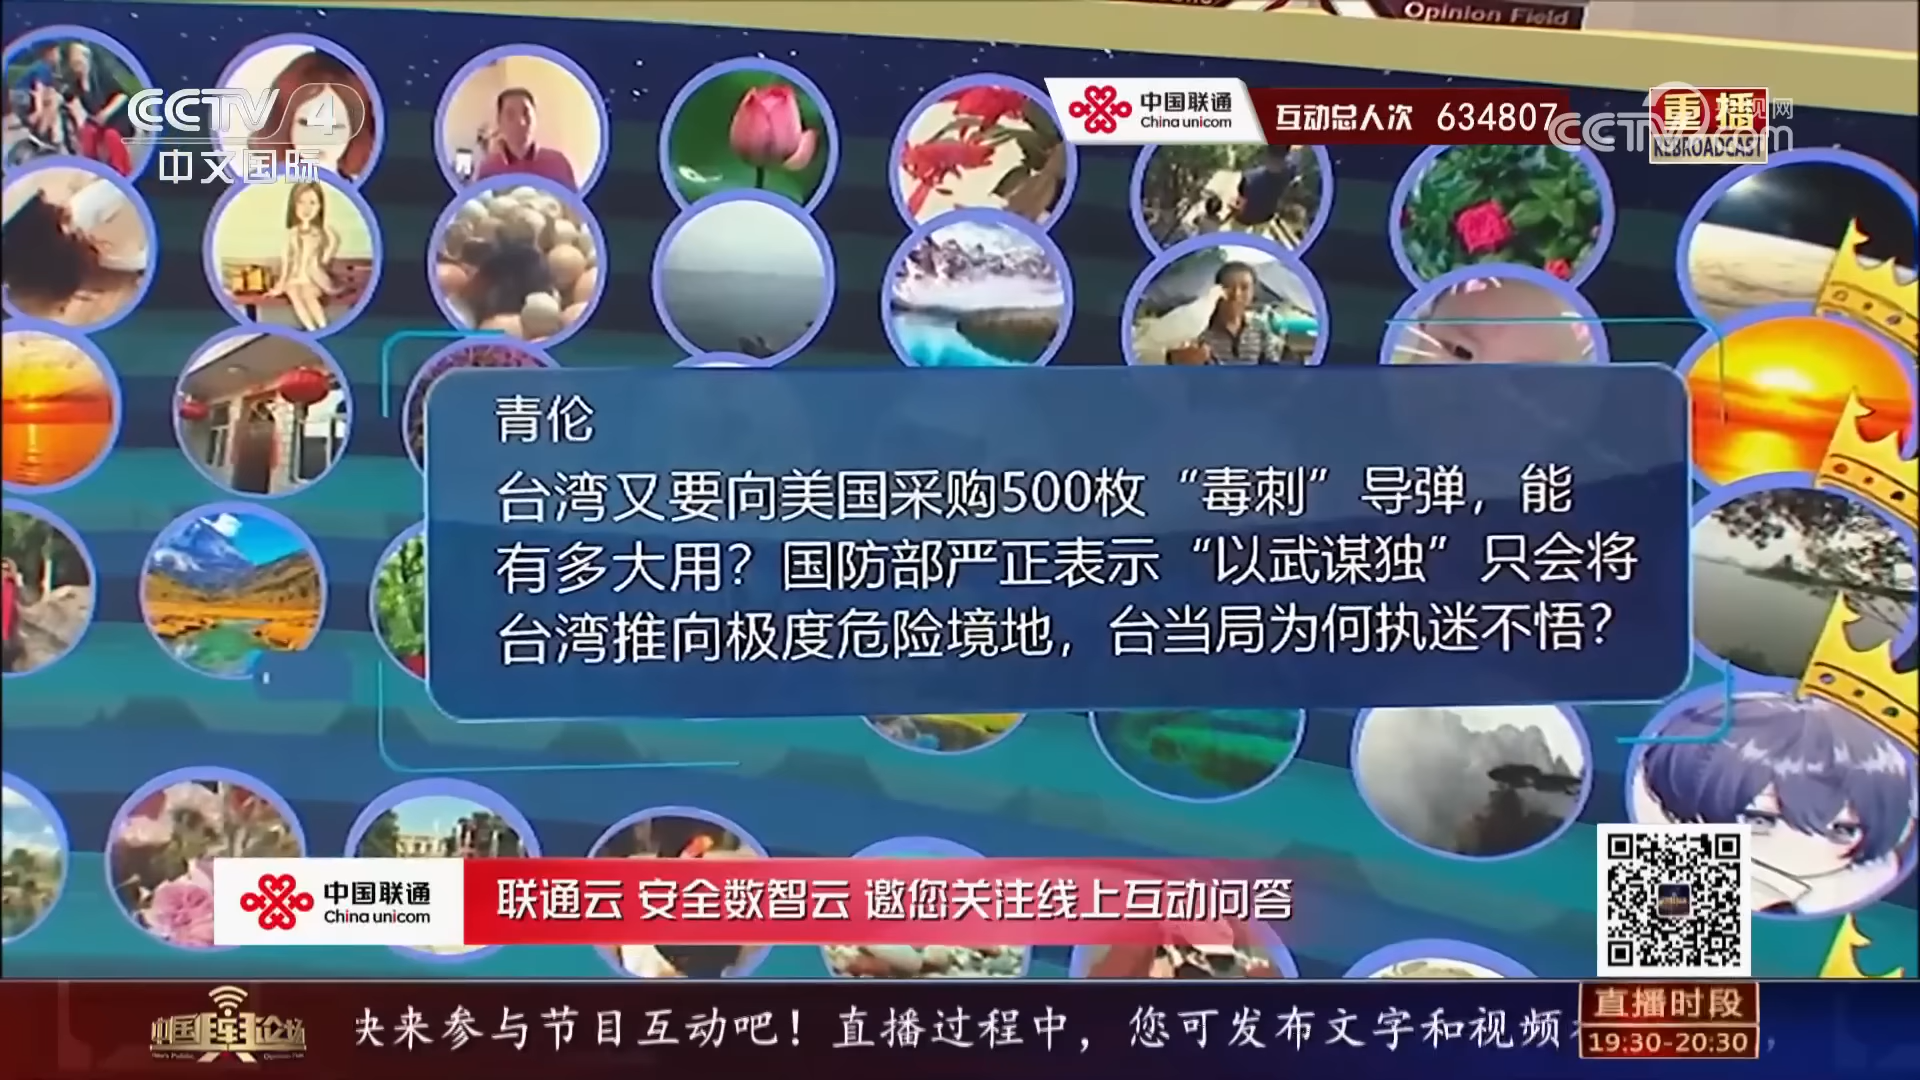 Opinion Field
CCTV 4
中文国际
中国联通
China unicom
互动总人次 634807
重播
REBROADCAST
青伦
台湾又要向美国采购500枚“毒刺”导弹，能
有多大用？国防部严正表示“以武谋独”只会将
台湾推向极度危险境地，台当局为何执迷不悟？
中国联通
China unicom
联通云 安全数智云 邀您关注线上互动问答
中国舆论场
快来参与节目互动吧！直播过程中，您可发布文字和视频
直播时段
19:30-20:30